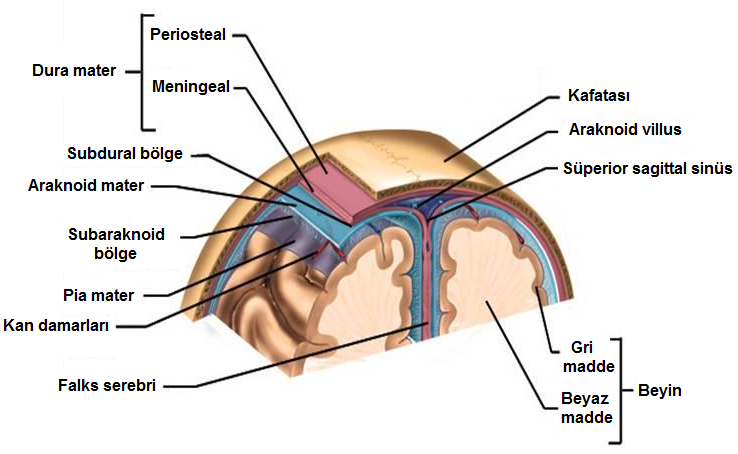 Periosteal
Dura mater
Meningeal
Subdural bölge
Araknoid mater
Subaraknoid
bölge
Pia mater
Kan damarları
Falks serebri
Kafatası
Araknoid villus
Süperior sagittal sinüs
Gri
madde
Beyaz
madde
Beyin